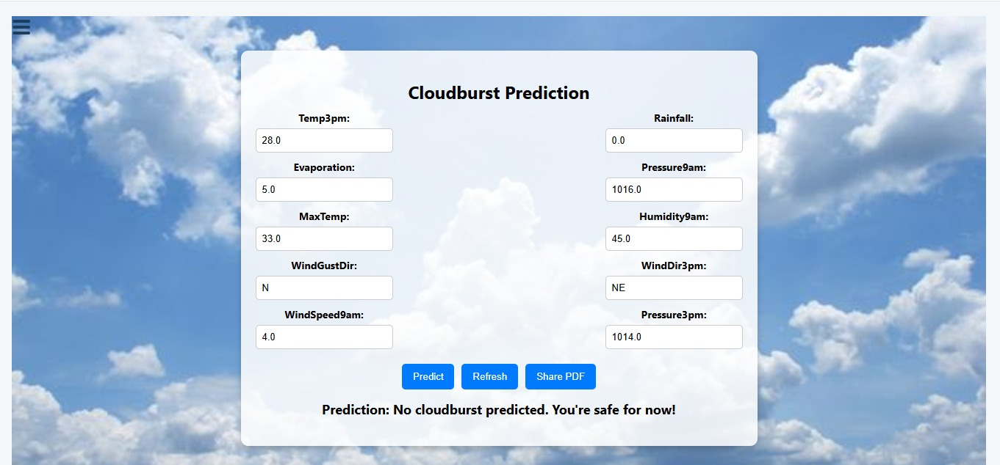 Cloudburst Prediction
Temp3pm:
28.0
Rainfall:
0.0
Evaporation:
5.0
Pressure9am:
1016.0
MaxTemp:
33.0
Humidity9am:
45.0
WindGustDir:
N
WindDir3pm:
NE
WindSpeed9am:
4.0
Pressure3pm:
1014.0
Predict Refresh Share PDF
Prediction: No cloudburst predicted. You're safe for now!